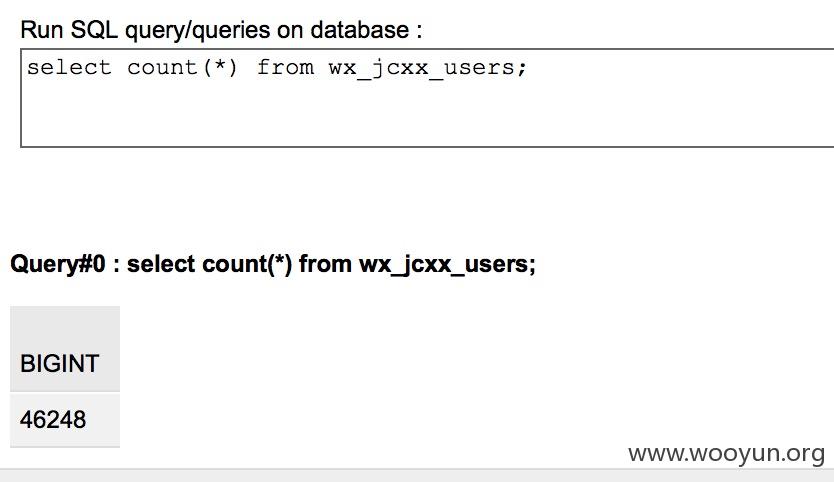 Run SQL query/queries on database :
select count(*) from wx_jcxx_users;
Query#0 : select count(*) from wx_jcxx_users;
BIGINT
46248
www.wooyun.org